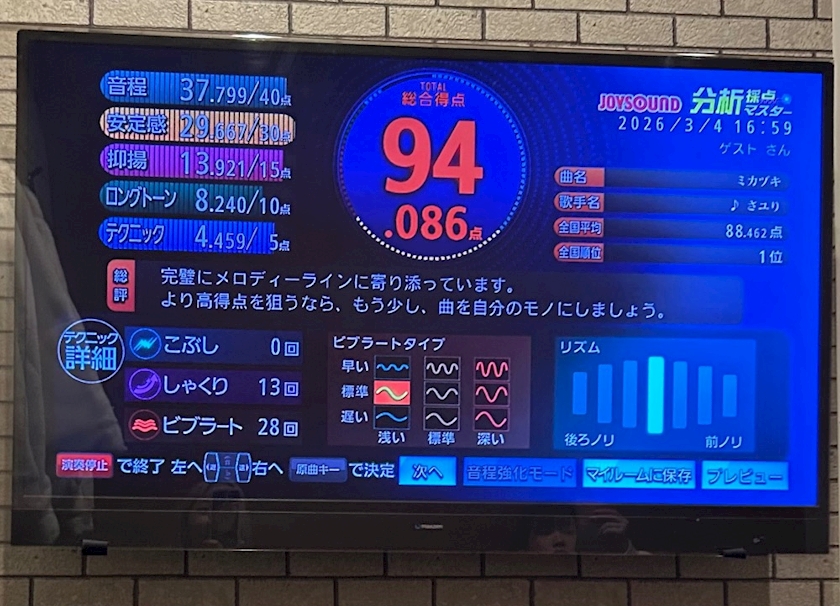 音程 37.799/40点
安定感 29.667/30点
抑揚 13.921/15点
ロングトーン 8.240/10点
テクニック 4.459/ 5点
TOTAL
総合得点
94
.086点
JOYSOUND 分析採点マスター
2026/3/4 16:59
ゲスト さん
曲名 ミカヅキ
歌手名 ♪ さユり
全国平均 88.462点
全国順位 1位
総評
完璧にメロディーラインに寄り添っています。
より高得点を狙うなら、もう少し、曲を自分のモノにしましょう。
テクニック
詳細
こぶし 0回
しゃくり 13回
ビブラート 28回
ビブラートタイプ
早い
標準
遅い
浅い 標準 深い
リズム
後ろノリ 前ノリ
演奏停止 で終了 左へ 右へ 原曲キー で決定 次へ 音程強化モード マイルームに保存 プレビュー